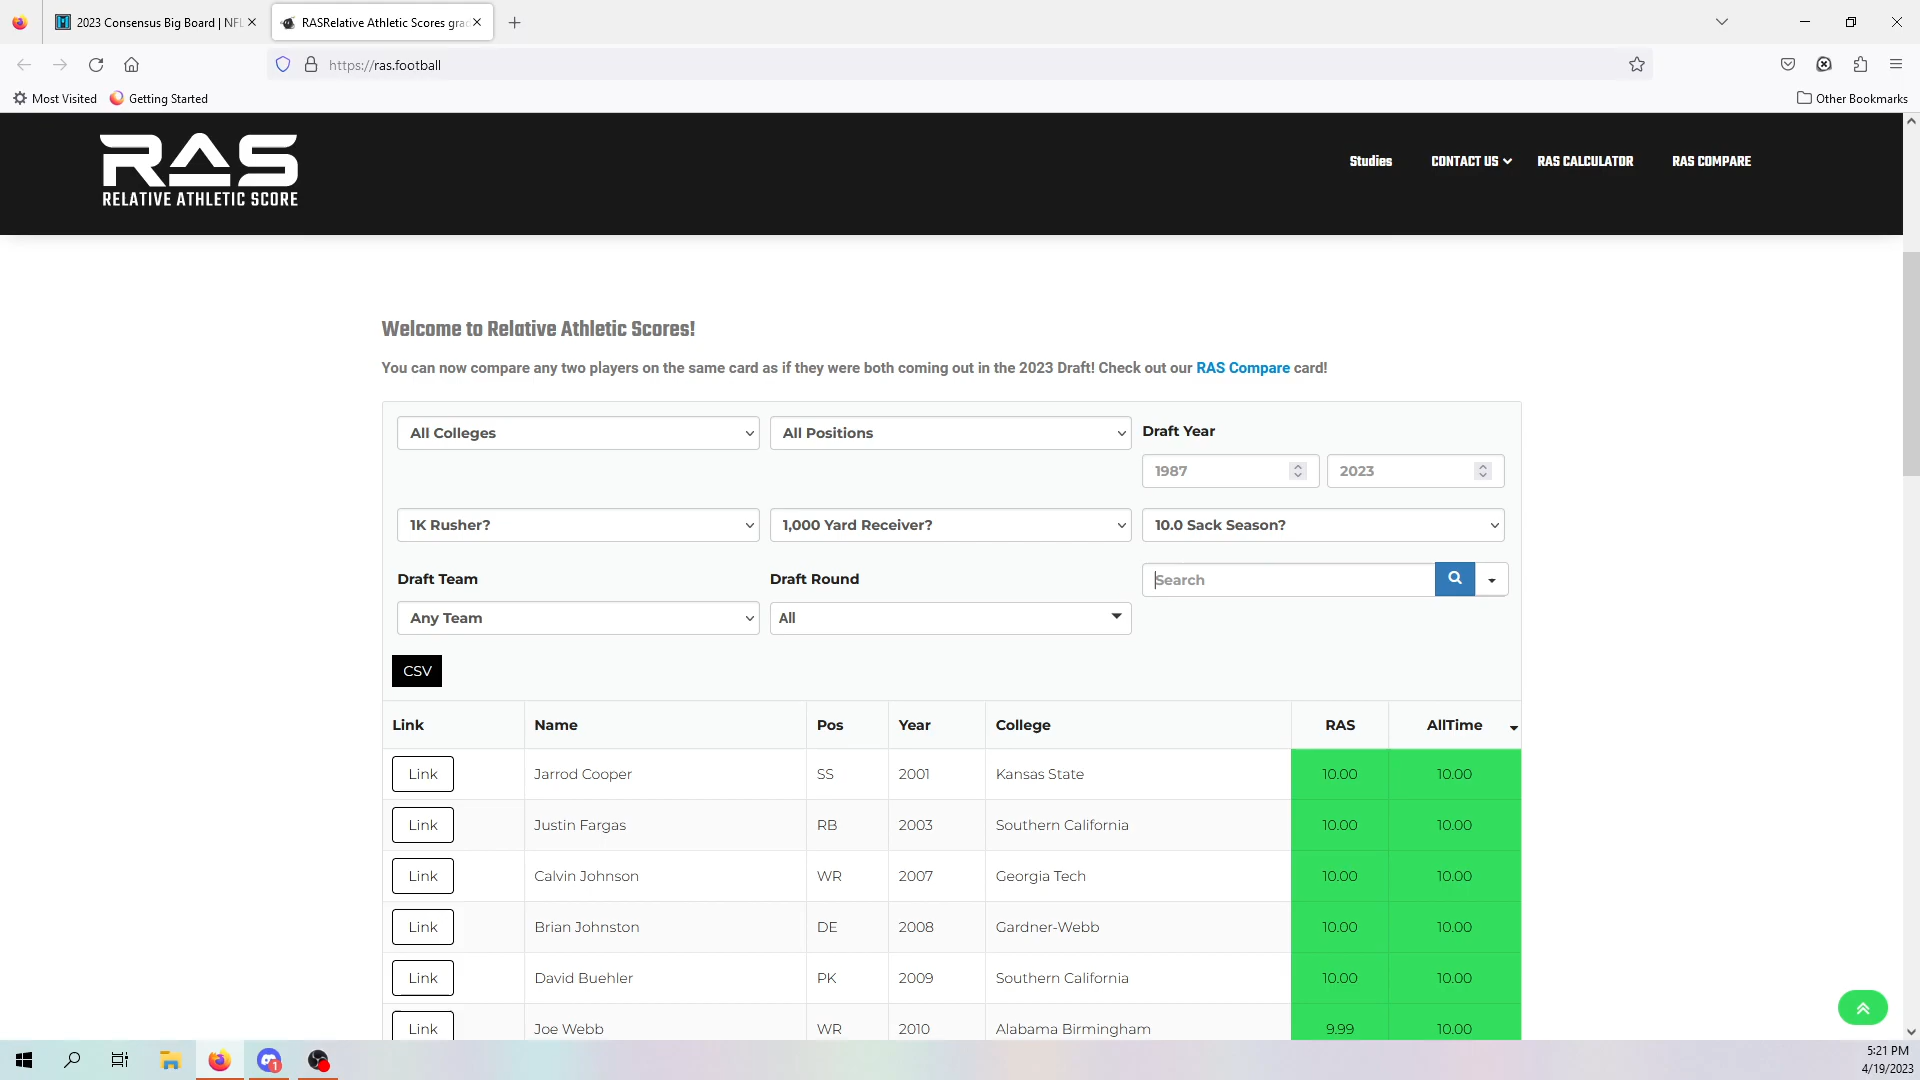 2023 Consensus Big Board | NFL
RASRelative Athletic Scores gra
https://ras.football
Most Visited
Getting Started
Other Bookmarks
RAS
RELATIVE ATHLETIC SCORE
Studies
CONTACT US
RAS CALCULATOR
RAS COMPARE
Welcome to Relative Athletic Scores!
You can now compare any two players on the same card as if they were both coming out in the 2023 Draft! Check out our RAS Compare card!
All Colleges
All Positions
Draft Year
1987
2023
1K Rusher?
1,000 Yard Receiver?
10.0 Sack Season?
Draft Team
Draft Round
Search
Any Team
All
CSV
Link Name Pos Year College RAS AllTime
Link Jarrod Cooper SS 2001 Kansas State 10.00 10.00
Link Justin Fargas RB 2003 Southern California 10.00 10.00
Link Calvin Johnson WR 2007 Georgia Tech 10.00 10.00
Link Brian Johnston DE 2008 Gardner-Webb 10.00 10.00
Link David Buehler PK 2009 Southern California 10.00 10.00
Link Joe Webb WR 2010 Alabama Birmingham 9.99 10.00
1
5:21 PM
4/19/2023